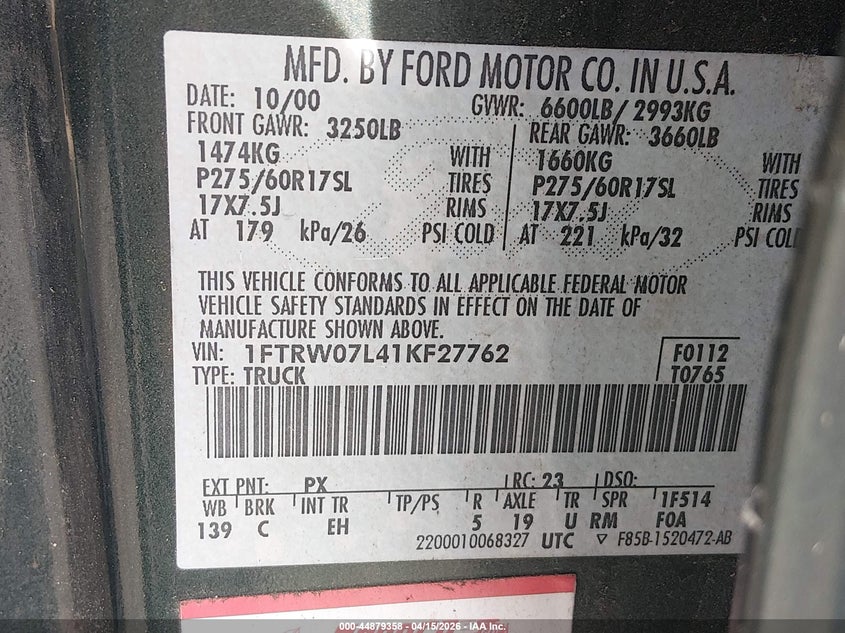 MFD. BY FORD MOTOR CO. IN U.S.A.
DATE: 10/00 GVWR: 6600LB/ 2993KG
FRONT GAWR: 3250LB REAR GAWR: 3660LB
1474KG WITH 1660KG WITH
P275/60R17SL TIRES P275/60R17SL TIRES
17X7.5J RIMS 17X7.5J RIMS
AT 179 kPa/26 PSI COLD AT 221 kPa/32 PSI COLD
THIS VEHICLE CONFORMS TO ALL APPLICABLE FEDERAL MOTOR
VEHICLE SAFETY STANDARDS IN EFFECT ON THE DATE OF
MANUFACTURE SHOWN ABOVE.
VIN: 1FTRW07L41KF27762 F0112
TYPE: TRUCK T0765
EXT PNT: PX RC: 23 DSO:
WB BRK INT TR TP/PS R AXLE TR SPR 1F514
139 C EH 5 19 U RM F0A
2200010068327 UTC ▽ F85B-1520472-AB
000-44879358 - 04/15/2026 - IAA Inc.